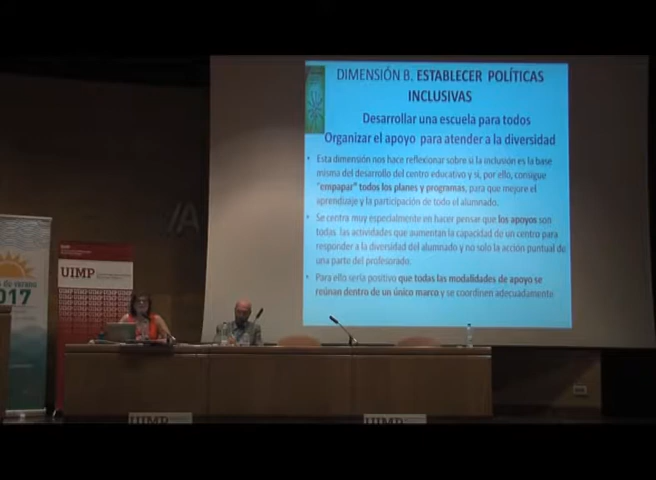 DIMENSIÓN B. ESTABLECER POLÍTICAS
INCLUSIVAS
Desarrollar una escuela para todos
Organizar el apoyo para atender a la diversidad
• Esta dimensión nos hace reflexionar sobre si la inclusión es la base
misma del desarrollo del centro educativo y si, por ello, consigue
"empapar" todos los planes y programas, para que mejore el
aprendizaje y la participación de todo el alumnado.
• Se centra muy especialmente en hacer pensar que los apoyos son
todas las actividades que aumentan la capacidad de un centro para
responder a la diversidad del alumnado y no solo la acción puntual de
una parte del profesorado.
• Para ello sería positivo que todas las modalidades de apoyo se
reúnan dentro de un único marco y se coordinen adecuadamente
de verano
017
UIMP
UIMP
UIMP